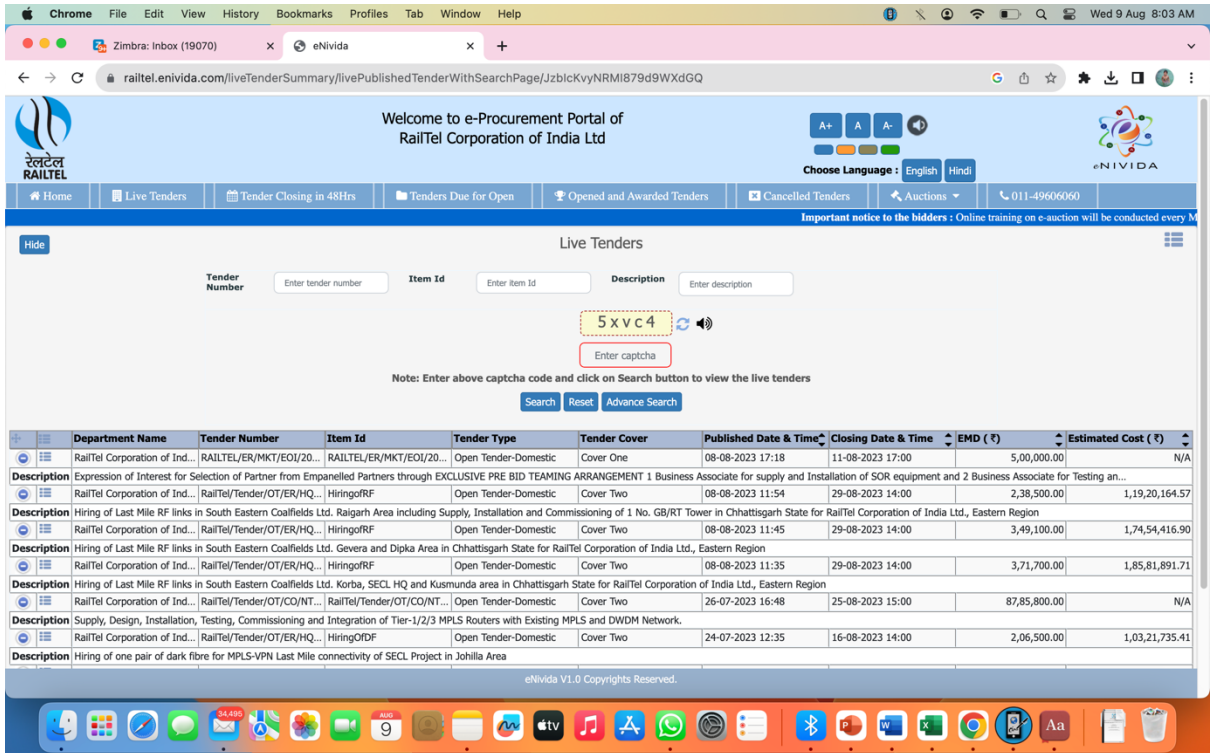 Chrome File Edit View History Bookmarks Profiles Tab Window Help Wed 9 Aug 8:03 AM
Zimbra: Inbox (19070) × eNivida × +
railtel.enivida.com/liveTenderSummary/livePublishedTenderWithSearchPage/JzblcKvyNRMI879d9WXdGQ
रेलटेल
RAILTEL
Welcome to e-Procurement Portal of
RailTel Corporation of India Ltd
A+ A A-
Choose Language : English Hindi
eNIVIDA
Home Live Tenders Tender Closing in 48Hrs Tenders Due for Open Opened and Awarded Tenders Cancelled Tenders Auctions 011-49606060
Important notice to the bidders : Online training on e-auction will be conducted every M
Hide Live Tenders
Tender Number Enter tender number Item Id Enter item Id Description Enter description
5 x v c 4
Enter captcha
Note: Enter above captcha code and click on Search button to view the live tenders
Search Reset Advance Search
Department Name Tender Number Item Id Tender Type Tender Cover Published Date & Time Closing Date & Time EMD ( ₹) Estimated Cost ( ₹)
RailTel Corporation of Ind... RAILTEL/ER/MKT/EOI/20... RAILTEL/ER/MKT/EOI/20... Open Tender-Domestic Cover One 08-08-2023 17:18 11-08-2023 17:00 5,00,000.00 N/A
Description Expression of Interest for Selection of Partner from Empanelled Partners through EXCLUSIVE PRE BID TEAMING ARRANGEMENT 1 Business Associate for supply and Installation of SOR equipment and 2 Business Associate for Testing an...
RailTel Corporation of Ind... RailTel/Tender/OT/ER/HQ... HiringofRF Open Tender-Domestic Cover Two 08-08-2023 11:54 29-08-2023 14:00 2,38,500.00 1,19,20,164.57
Description Hiring of Last Mile RF links in South Eastern Coalfields Ltd. Raigarh Area including Supply, Installation and Commissioning of 1 No. GB/RT Tower in Chhattisgarh State for RailTel Corporation of India Ltd., Eastern Region
RailTel Corporation of Ind... RailTel/Tender/OT/ER/HQ... HiringofRF Open Tender-Domestic Cover Two 08-08-2023 11:45 29-08-2023 14:00 3,49,100.00 1,74,54,416.90
Description Hiring of Last Mile RF links in South Eastern Coalfields Ltd. Gevera and Dipka Area in Chhattisgarh State for RailTel Corporation of India Ltd., Eastern Region
RailTel Corporation of Ind... RailTel/Tender/OT/ER/HQ... HiringofRF Open Tender-Domestic Cover Two 08-08-2023 11:35 29-08-2023 14:00 3,71,700.00 1,85,81,891.71
Description Hiring of Last Mile RF links in South Eastern Coalfields Ltd. Korba, SECL HQ and Kusmunda area in Chhattisgarh State for RailTel Corporation of India Ltd., Eastern Region
RailTel Corporation of Ind... RailTel/Tender/OT/CO/NT... RailTel/Tender/OT/CO/NT... Open Tender-Domestic Cover Two 26-07-2023 16:48 25-08-2023 15:00 87,85,800.00 N/A
Description Supply, Design, Installation, Testing, Commissioning and Integration of Tier-1/2/3 MPLS Routers with Existing MPLS and DWDM Network.
RailTel Corporation of Ind... RailTel/Tender/OT/ER/HQ... HiringOfDF Open Tender-Domestic Cover Two 24-07-2023 12:35 16-08-2023 14:00 2,06,500.00 1,03,21,735.41
Description Hiring of one pair of dark fibre for MPLS-VPN Last Mile connectivity of SECL Project in Johilla Area
eNivida V1.0 Copyrights Reserved.
34,495 AUG 9 tv P W X Aa